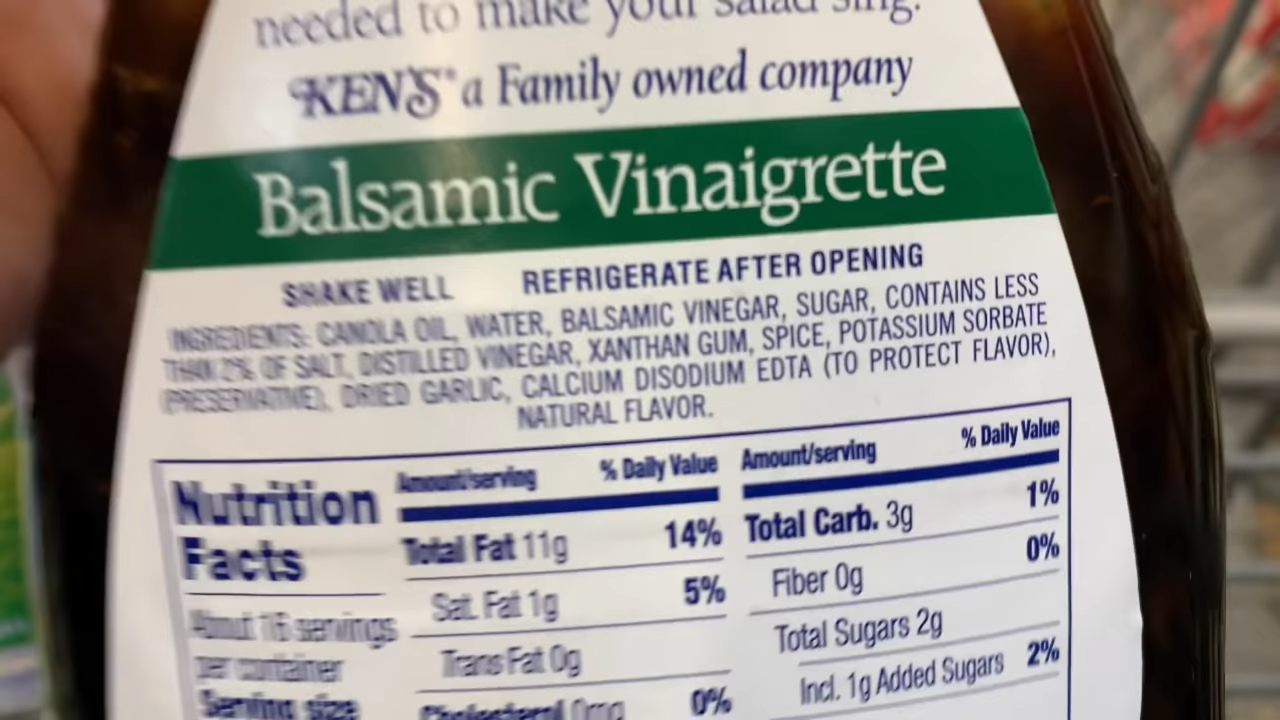 needed to make your salad sing.
KEN'S® a Family owned company
Balsamic Vinaigrette
SHAKE WELL REFRIGERATE AFTER OPENING
INGREDIENTS: CANOLA OIL, WATER, BALSAMIC VINEGAR, SUGAR, CONTAINS LESS
THAN 2% OF SALT, DISTILLED VINEGAR, XANTHAN GUM, SPICE, POTASSIUM SORBATE
(PRESERVATIVE), DRIED GARLIC, CALCIUM DISODIUM EDTA (TO PROTECT FLAVOR),
NATURAL FLAVOR.
Nutrition
Facts
About 16 servings
per container
Serving size
Amount/serving % Daily Value
Total Fat 11g 14%
Sat. Fat 1g 5%
Trans Fat 0g
Cholesterol 0mg 0%
Amount/serving % Daily Value
Total Carb. 3g 1%
Fiber 0g 0%
Total Sugars 2g
Incl. 1g Added Sugars 2%